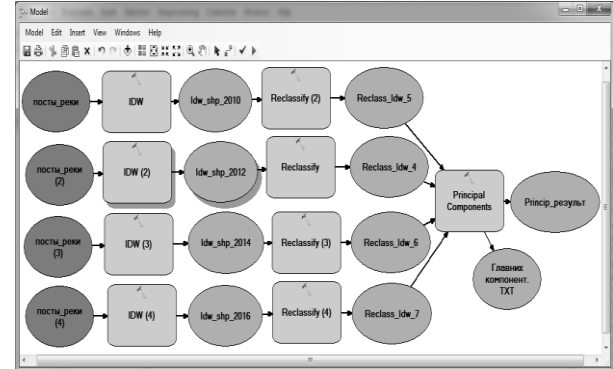 Model
Model Edit Insert View Windows Help
посты_реки
IDW
Idw_shp_2010
Reclassify (2)
Reclass_Idw_5
посты_реки
(2)
IDW (2)
Idw_shp_2012
Reclassify
Reclass_Idw_4
Principal
Components
Princip_результ
посты_реки
(3)
IDW (3)
Idw_shp_2014
Reclassify (3)
Reclass_Idw_6
Главних
компонент.
TXT
посты_реки
(4)
IDW (4)
Idw_shp_2016
Reclassify (4)
Reclass_Idw_7